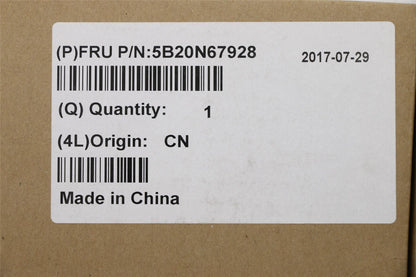 (P)FRU P/N:5B20N67928 2017-07-29
(Q) Quantity: 1
(4L)Origin: CN
Made in China